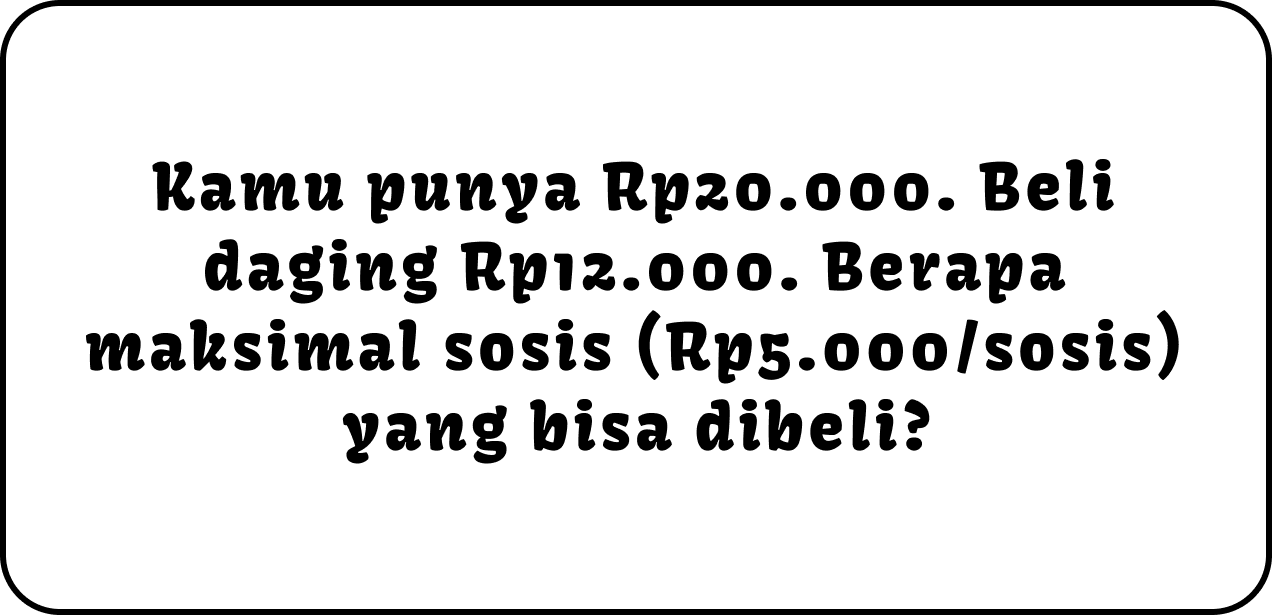 Kamu punya Rp20.000. Beli
daging Rp12.000. Berapa
maksimal sosis (Rp5.000/sosis)
yang bisa dibeli?